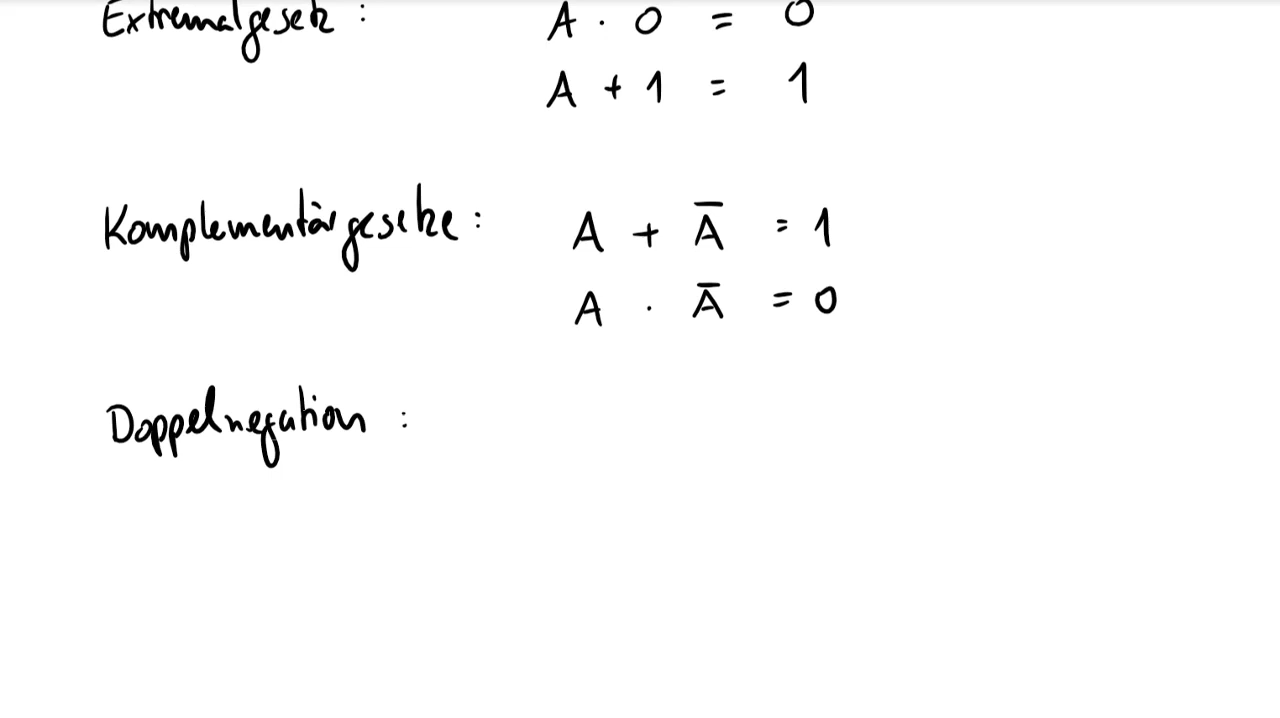 Extremalgesetz : A · 0 = 0
A + 1 = 1
Komplementärgesetze : A + A̅ = 1
A · A̅ = 0
Doppelnegation :